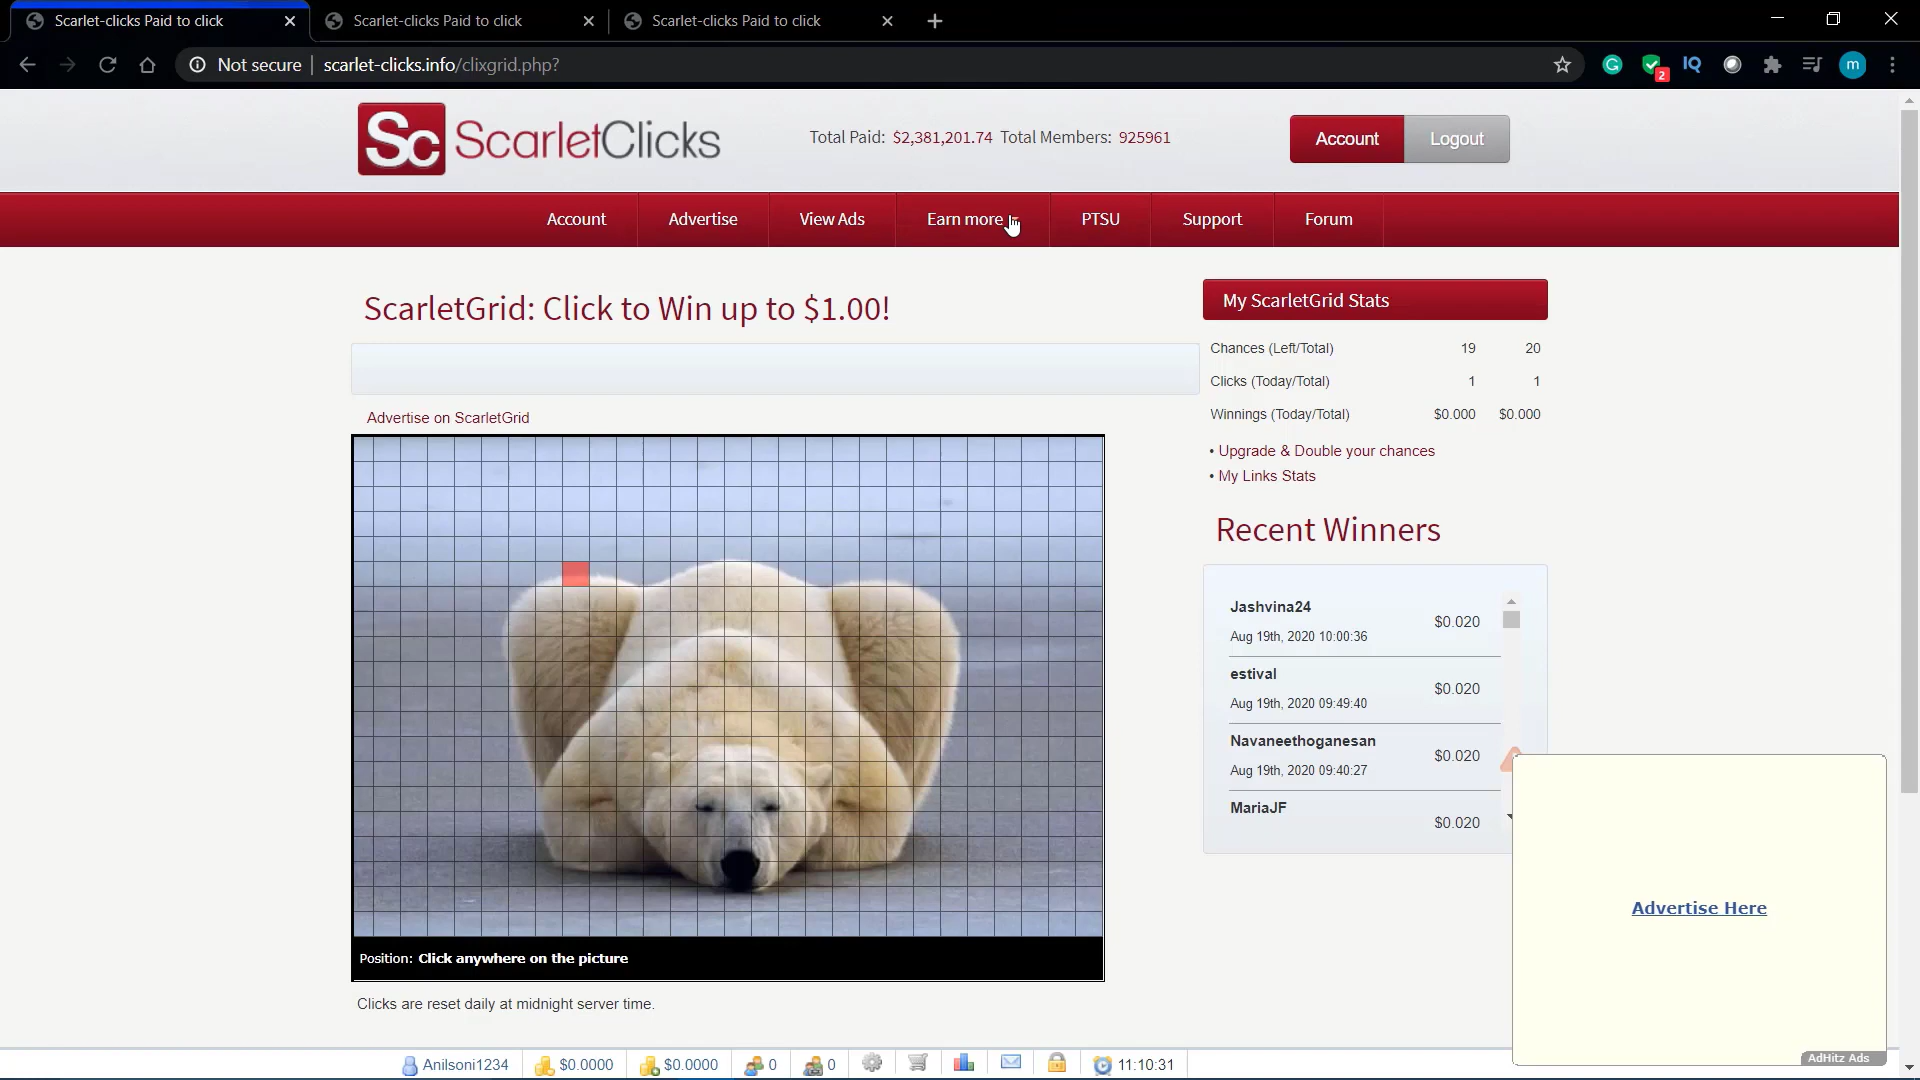 Scarlet-clicks Paid to click
Scarlet-clicks Paid to click
Scarlet-clicks Paid to click
Not secure
scarlet-clicks.info/clixgrid.php?
2
IQ
m
Sc ScarletClicks
Total Paid: $2,381,201.74 Total Members: 925961
Account
Logout
Account
Advertise
View Ads
Earn more
PTSU
Support
Forum
ScarletGrid: Click to Win up to $1.00!
Advertise on ScarletGrid
Position: Click anywhere on the picture
Clicks are reset daily at midnight server time.
My ScarletGrid Stats
Chances (Left/Total) 19 20
Clicks (Today/Total) 1 1
Winnings (Today/Total) $0.000 $0.000
• Upgrade & Double your chances
• My Links Stats
Recent Winners
Jashvina24
$0.020
Aug 19th, 2020 10:00:36
estival
$0.020
Aug 19th, 2020 09:49:40
Navaneethoganesan
$0.020
Aug 19th, 2020 09:40:27
MariaJF
$0.020
Advertise Here
AdHitz Ads
Anilsoni1234
$0.0000
$0.0000
0
0
11:10:31